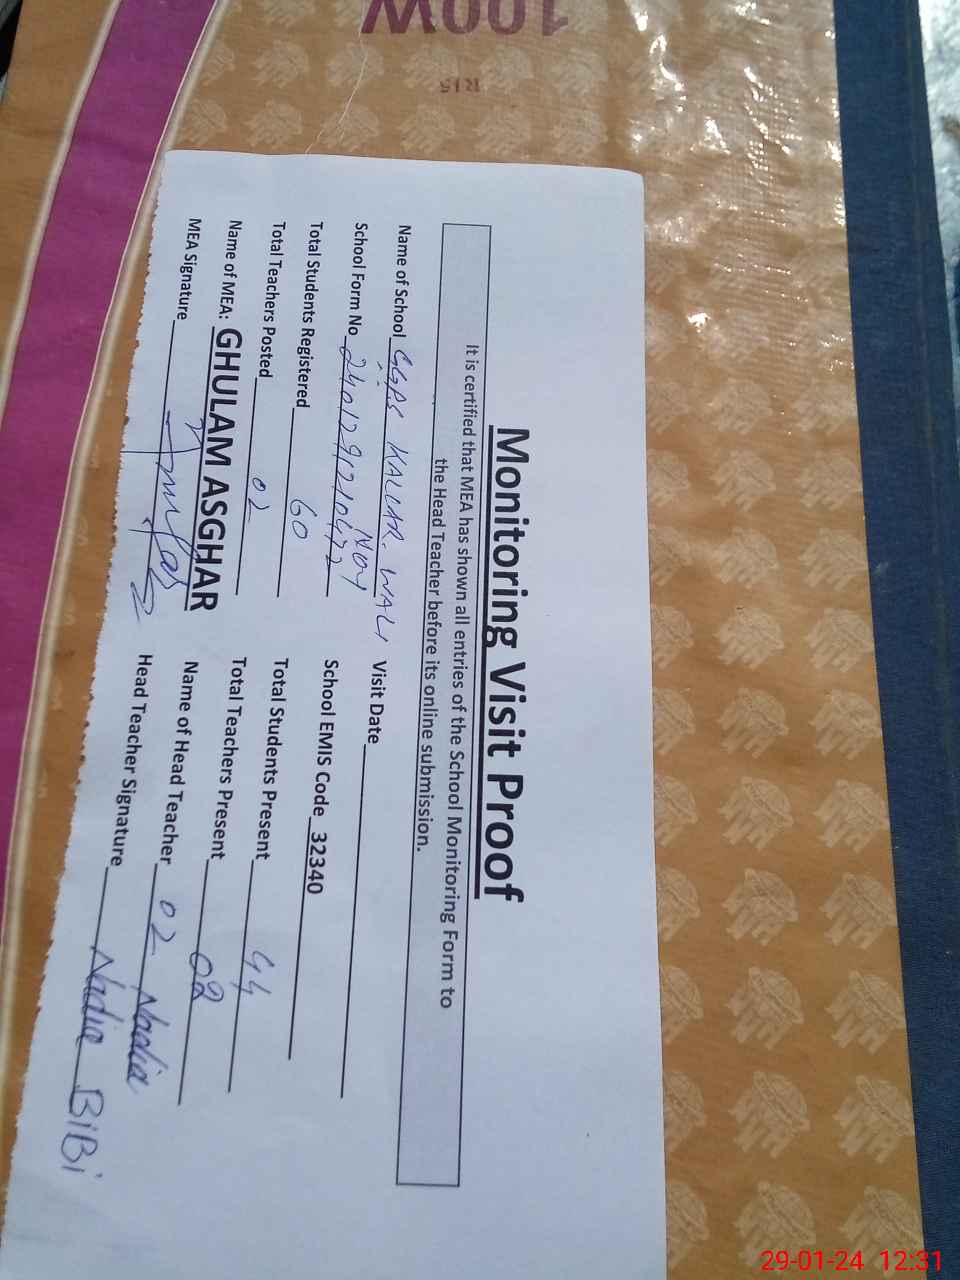 100W
R15
Monitoring Visit Proof
It is certified that MEA has shown all entries of the School Monitoring Form to
the Head Teacher before its online submission.
Name of School GGPS KALLAR. WALI Visit Date
NOY
School Form No School EMIS Code 32340
Total Students Registered 60 Total Students Present 44
Total Teachers Posted 02 Total Teachers Present 02
Name of MEA: GHULAM ASGHAR Name of Head Teacher 02 Nadia
MEA Signature Head Teacher Signature Nadia BiBi
29-01-24 12:31